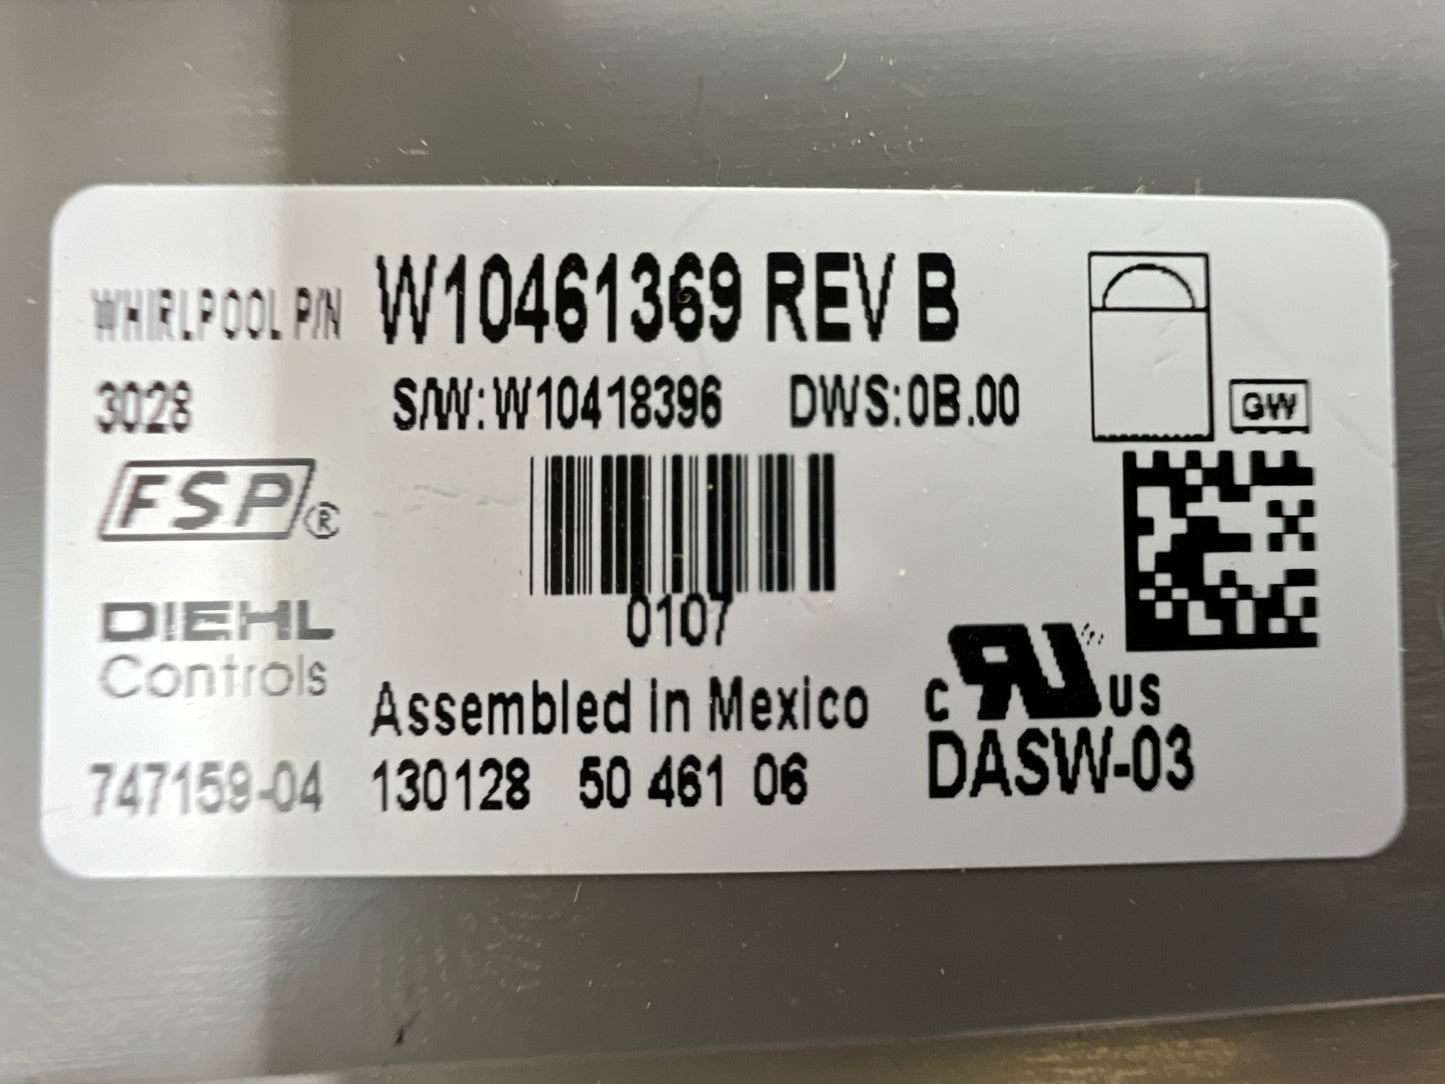 WHIRLPOOL P/N W10461369 REV B
3028 S/W:W10418396 DWS:0B.00
GW
FSP®
0107
DIEHL
Controls
Assembled in Mexico
c RU US
747159-04 130128 50 461 06 DASW-03